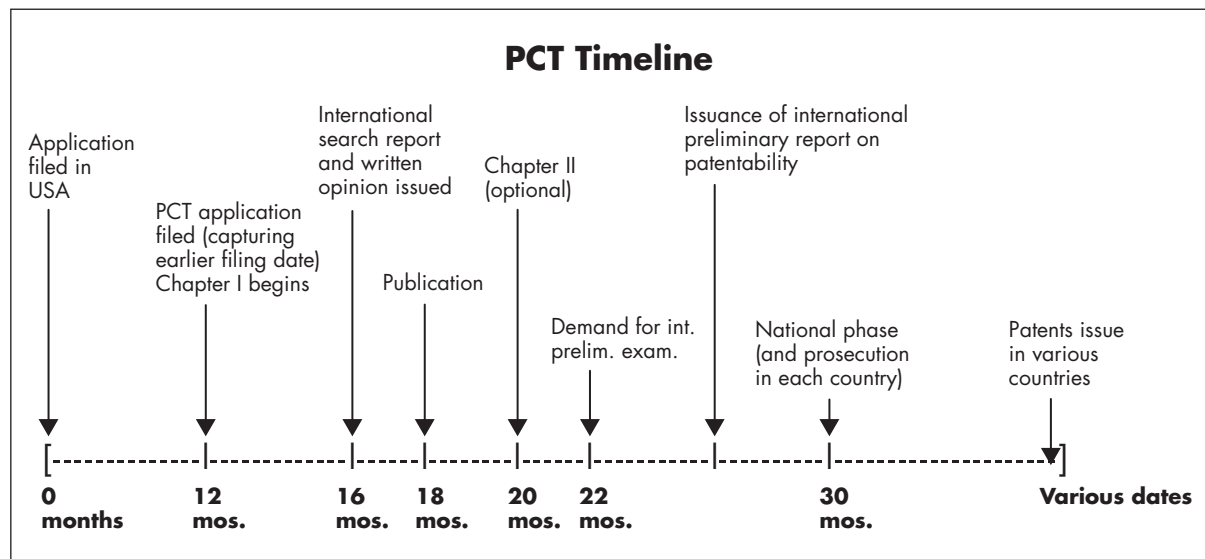 PCT Timeline
Application
filed in
USA
PCT application
filed (capturing
earlier filing date)
Chapter I begins
International
search report
and written
opinion issued
Publication
Chapter II
(optional)
Demand for int.
prelim. exam.
Issuance of international
preliminary report on
patentability
National phase
(and prosecution
in each country)
Patents issue
in various
countries
0
months
12
mos.
16
mos.
18
mos.
20
mos.
22
mos.
30
mos.
Various dates